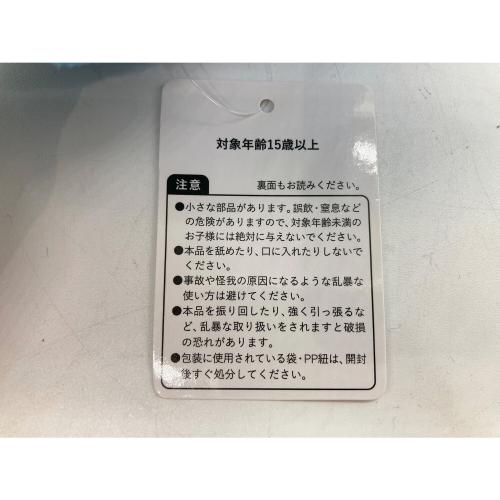 対象年齢15歳以上
注意 裏面もお読みください。
●小さな部品があります。誤飲・窒息など
の危険がありますので、対象年齢未満の
お子様には絶対に与えないでください。
●本品を舐めたり、口に入れたりしないで
ください。
●事故や怪我の原因になるような乱暴な
使い方は避けてください。
●本品を振り回したり、強く引っ張るな
ど、乱暴な取り扱いをされますと破損
の恐れがあります。
●包装に使用されている袋・PP紐は、開封
後すぐ処分してください。